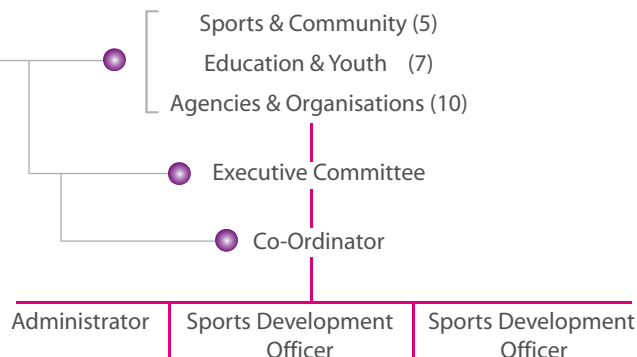 Sports & Community (5)
Education & Youth (7)
Agencies & Organisations (10)
Executive Committee
Co-Ordinator
Administrator
Sports Development
Officer
Sports Development
Officer